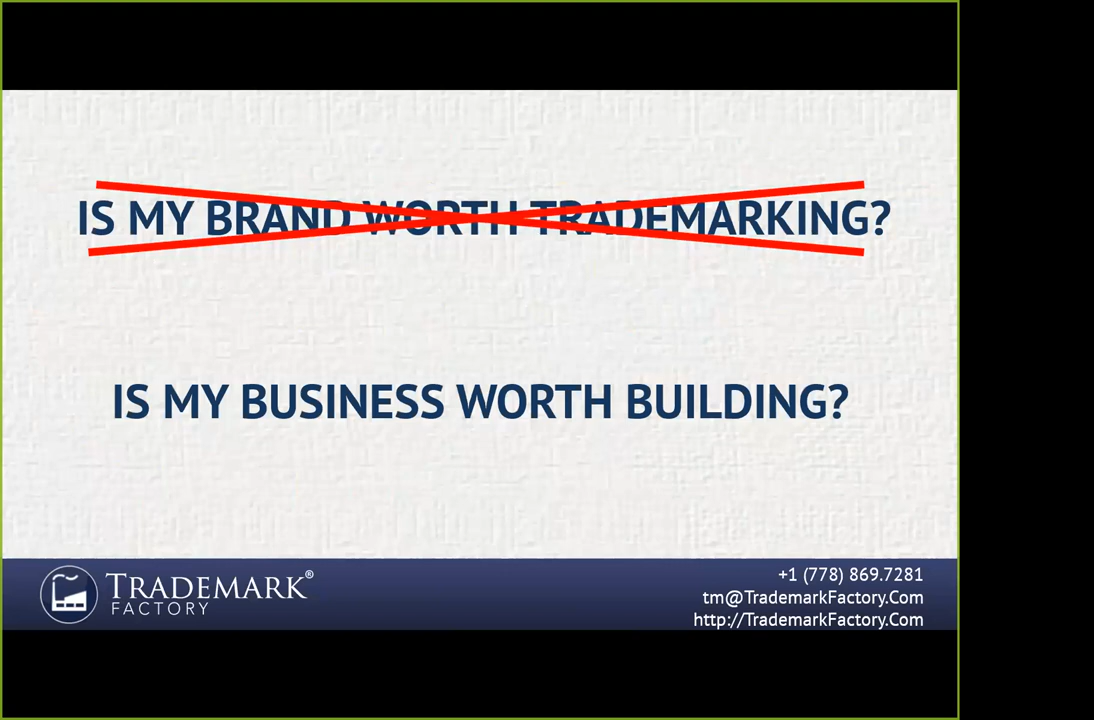 IS MY BRAND WORTH TRADEMARKING?
IS MY BUSINESS WORTH BUILDING?
TRADEMARK®
FACTORY
+1 (778) 869.7281
tm@TrademarkFactory.Com
http://TrademarkFactory.Com